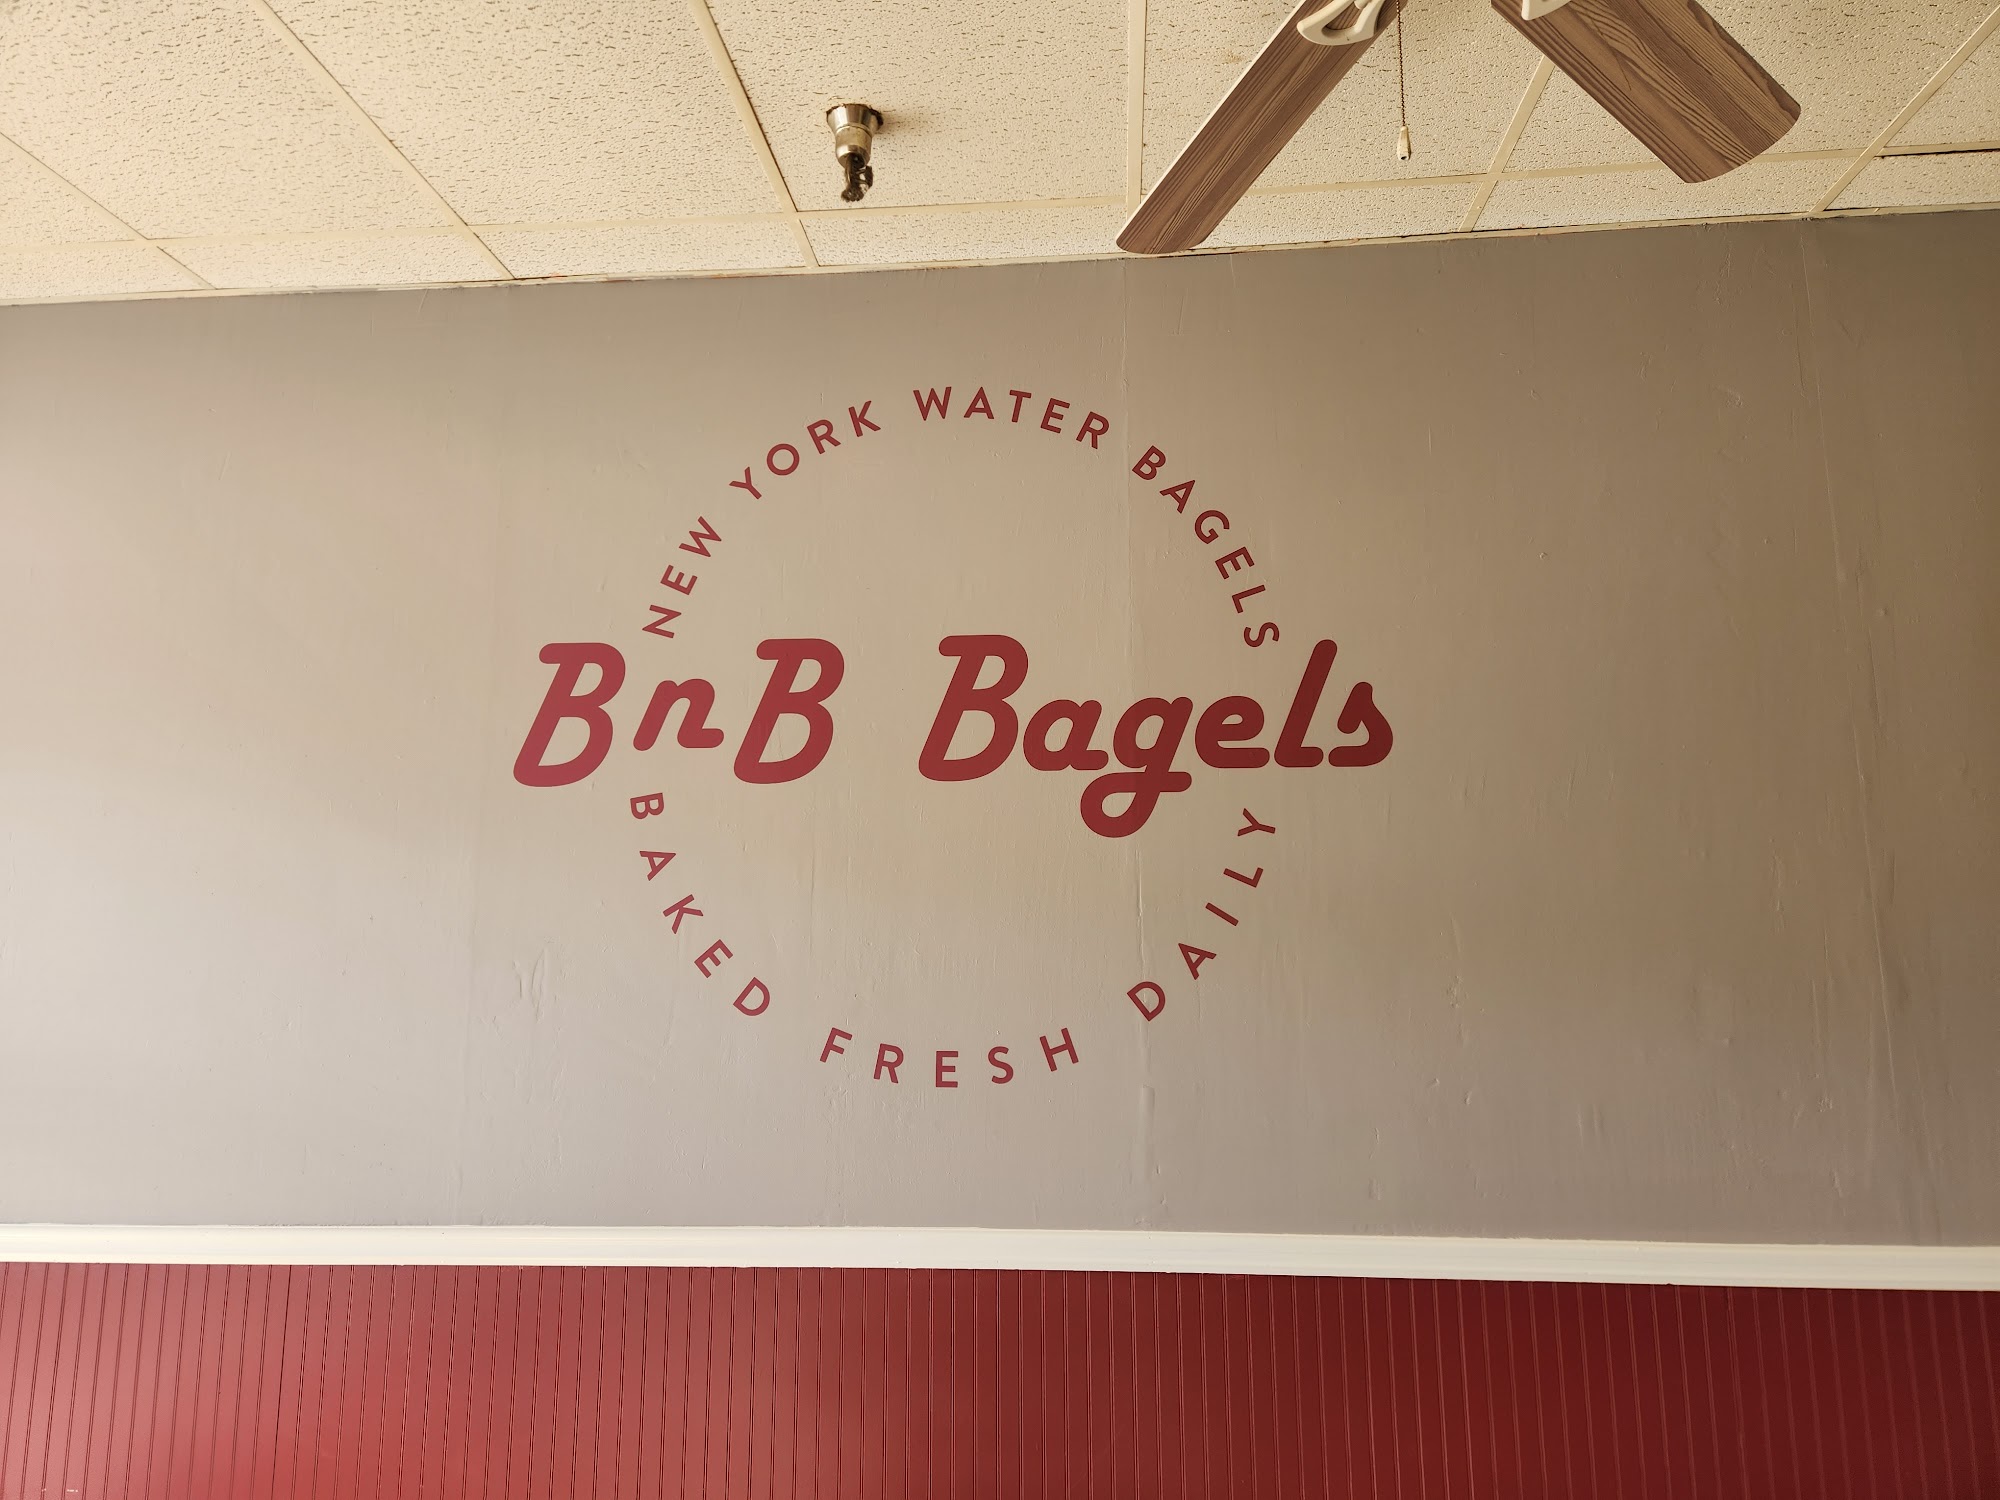 NEW YORK WATER BAGELS
BnB Bagels
BAKED FRESH DAILY